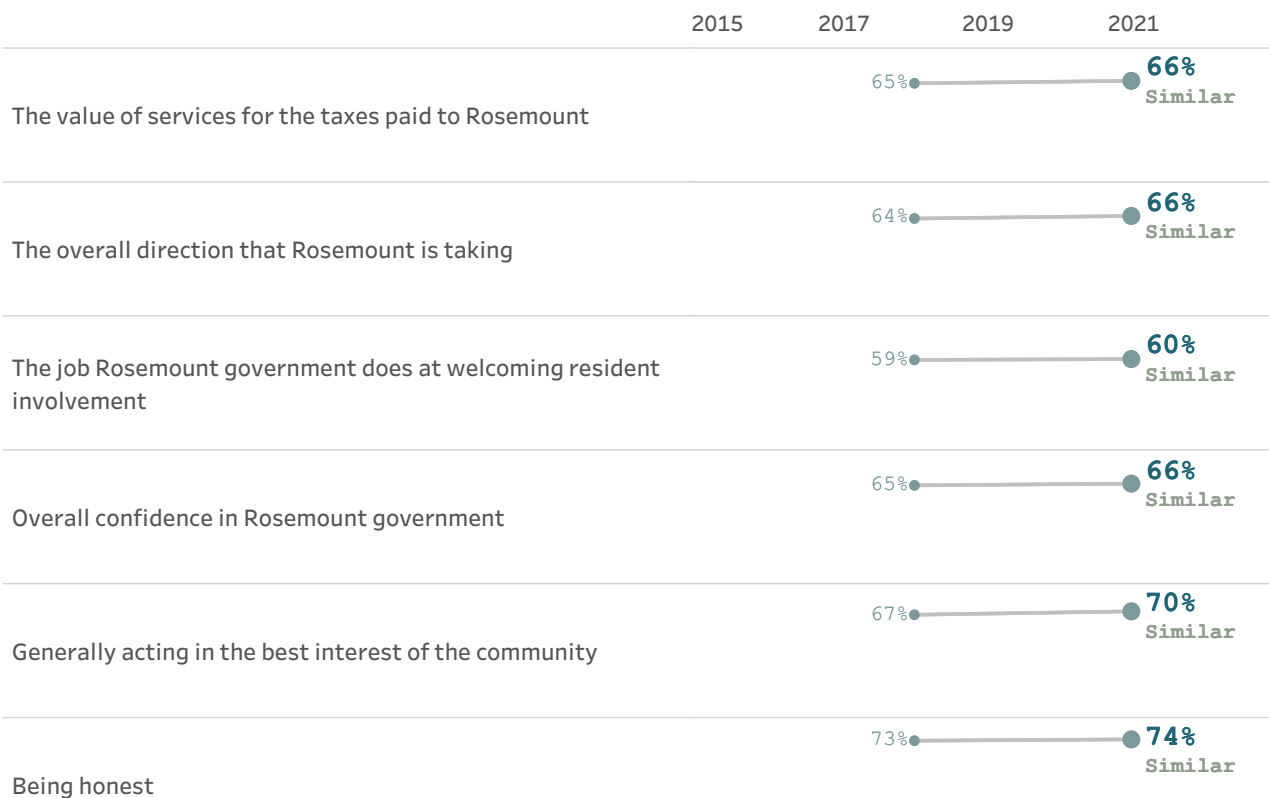 2015 2017 2019 2021
65% 66%
Similar
The value of services for the taxes paid to Rosemount
64% 66%
Similar
The overall direction that Rosemount is taking
59% 60%
Similar
The job Rosemount government does at welcoming resident
involvement
65% 66%
Similar
Overall confidence in Rosemount government
67% 70%
Similar
Generally acting in the best interest of the community
73% 74%
Similar
Being honest